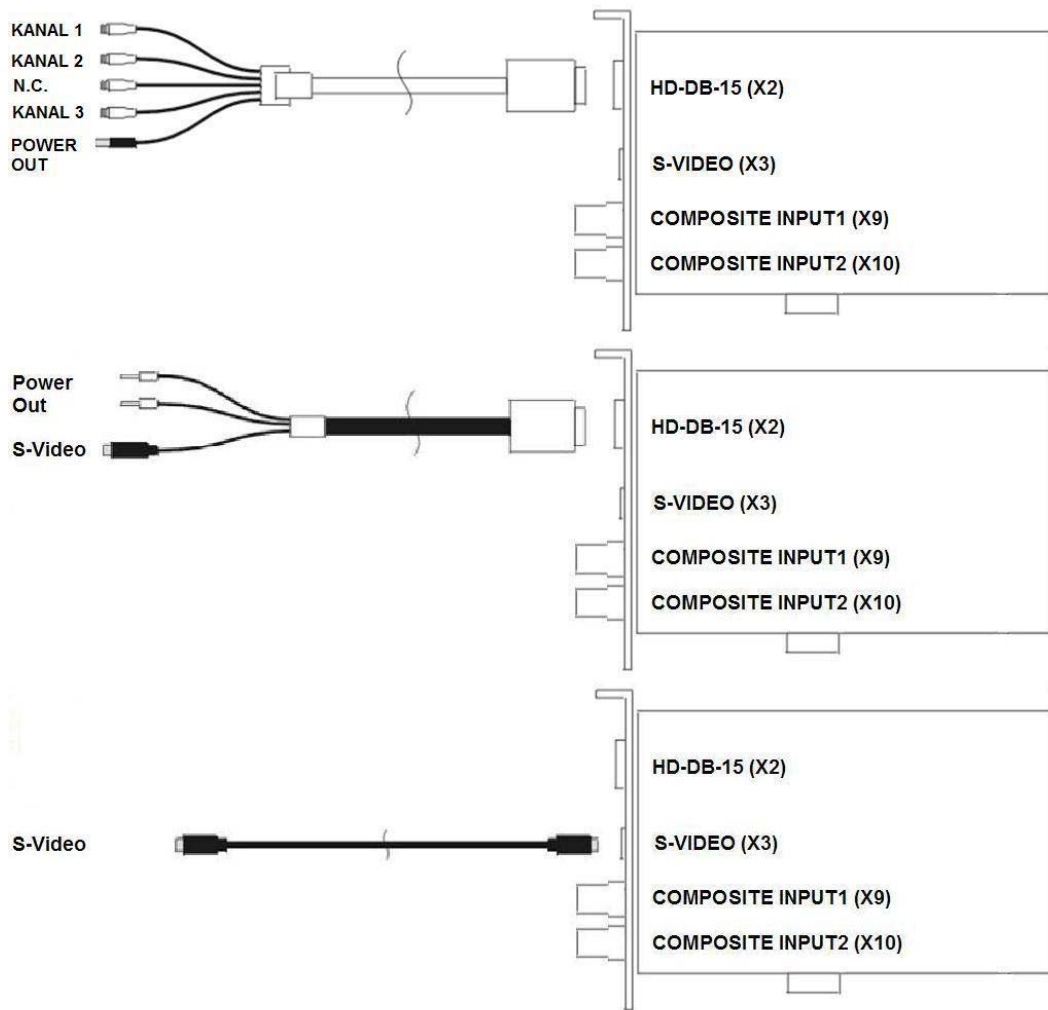 KANAL 1
KANAL 2
N.C.
KANAL 3
POWER
OUT
HD-DB-15 (X2)
S-VIDEO (X3)
COMPOSITE INPUT1 (X9)
COMPOSITE INPUT2 (X10)
Power
Out
S-Video
HD-DB-15 (X2)
S-VIDEO (X3)
COMPOSITE INPUT1 (X9)
COMPOSITE INPUT2 (X10)
S-Video
HD-DB-15 (X2)
S-VIDEO (X3)
COMPOSITE INPUT1 (X9)
COMPOSITE INPUT2 (X10)